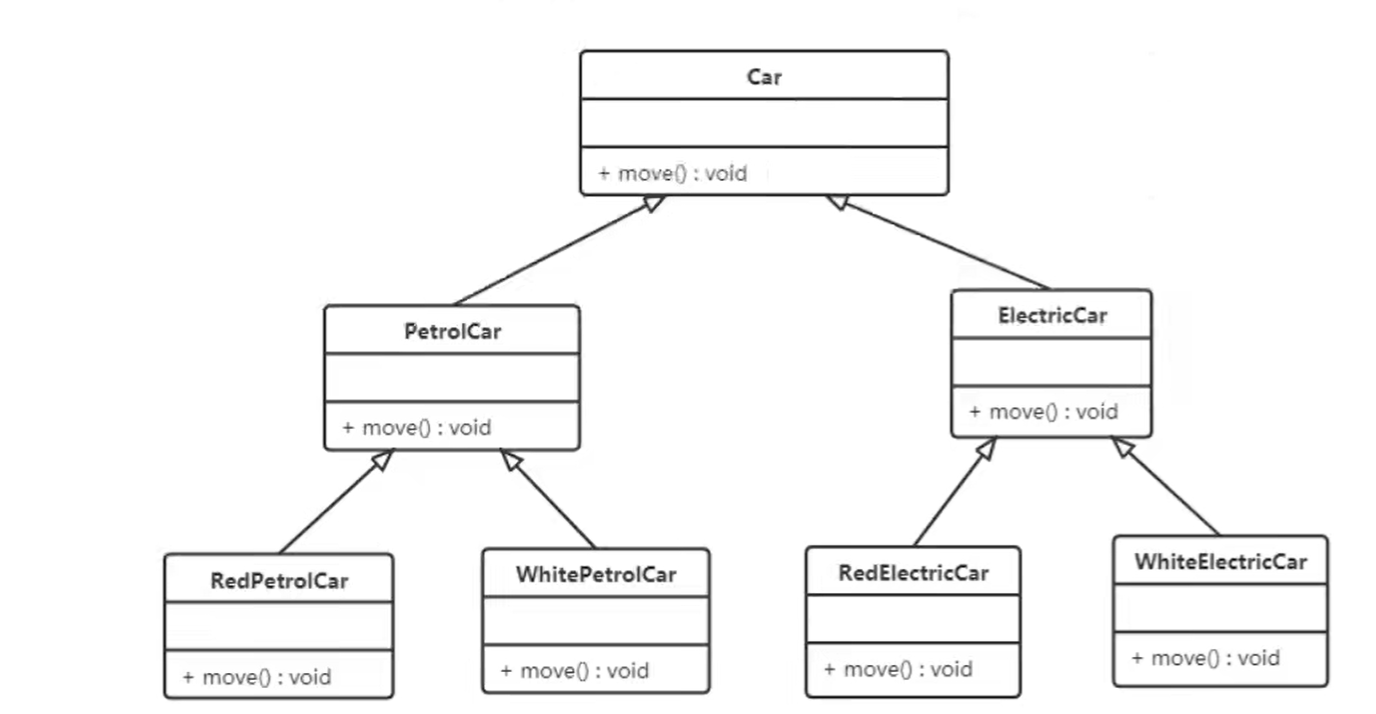 Car
+ move() : void
PetrolCar
+ move() : void
ElectricCar
+ move() : void
RedPetrolCar
+ move() : void
WhitePetrolCar
+ move() : void
RedElectricCar
+ move() : void
WhiteElectricCar
+ move() : void